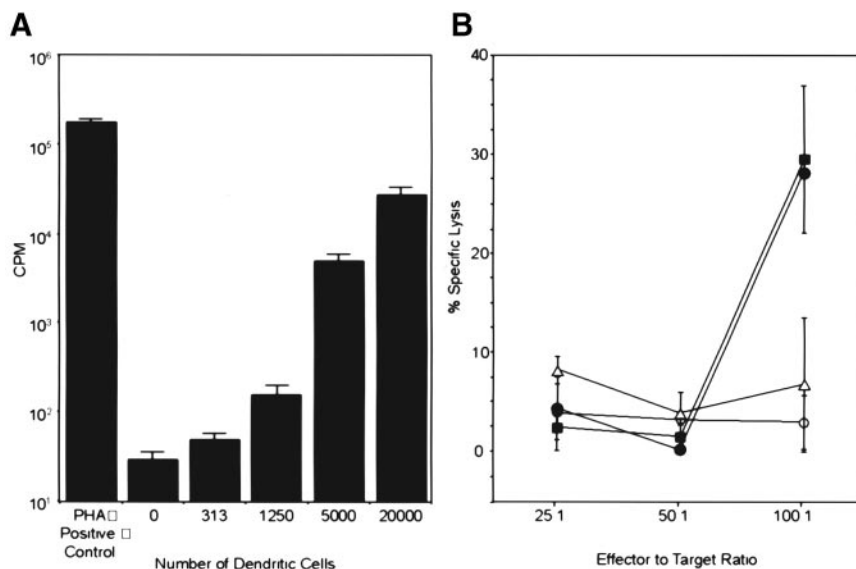 A
10⁶
10⁵
10⁴
10³
10²
10¹
CPM
PHA□ 0 313 1250 5000 20000
Positive □
Control
Number of Dendritic Cells
B
40
30
20
10
0
% Specific Lysis
25 1 50 1 100 1
Effector to Target Ratio